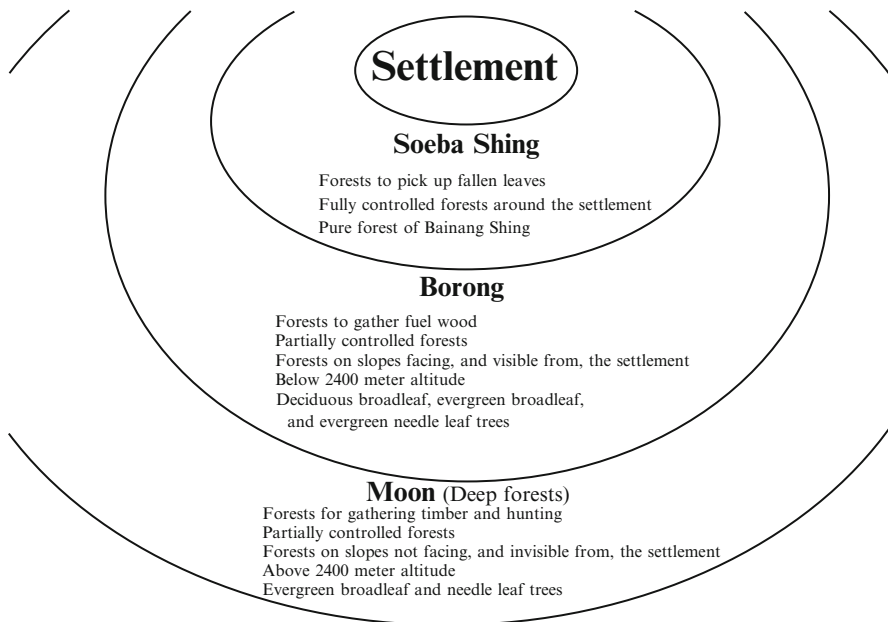 Settlement
Soeba Shing
Forests to pick up fallen leaves
Fully controlled forests around the settlement
Pure forest of Bainang Shing
Borong
Forests to gather fuel wood
Partially controlled forests
Forests on slopes facing, and visible from, the settlement
Below 2400 meter altitude
Deciduous broadleaf, evergreen broadleaf,
and evergreen needle leaf trees
Moon (Deep forests)
Forests for gathering timber and hunting
Partially controlled forests
Forests on slopes not facing, and invisible from, the settlement
Above 2400 meter altitude
Evergreen broadleaf and needle leaf trees